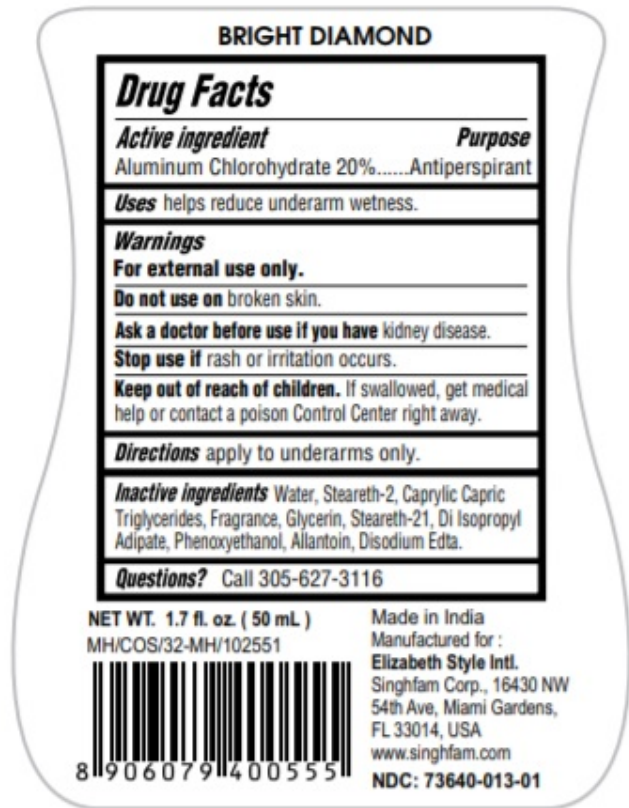 BRIGHT DIAMOND
Drug Facts
Active ingredient Purpose
Aluminum Chlorohydrate 20%......Antiperspirant
Uses helps reduce underarm wetness.
Warnings
For external use only.
Do not use on broken skin.
Ask a doctor before use if you have kidney disease.
Stop use if rash or irritation occurs.
Keep out of reach of children. If swallowed, get medical
help or contact a poison Control Center right away.
Directions apply to underarms only.
Inactive ingredients Water, Steareth-2, Caprylic Capric
Triglycerides, Fragrance, Glycerin, Steareth-21, Di Isopropyl
Adipate, Phenoxyethanol, Allantoin, Disodium Edta.
Questions? Call 305-627-3116
NET WT. 1.7 fl. oz. ( 50 mL )
MH/COS/32-MH/102551
8 906079 400555
Made in India
Manufactured for :
Elizabeth Style Intl.
Singhfam Corp., 16430 NW
54th Ave, Miami Gardens,
FL 33014, USA
www.singhfam.com
NDC: 73640-013-01